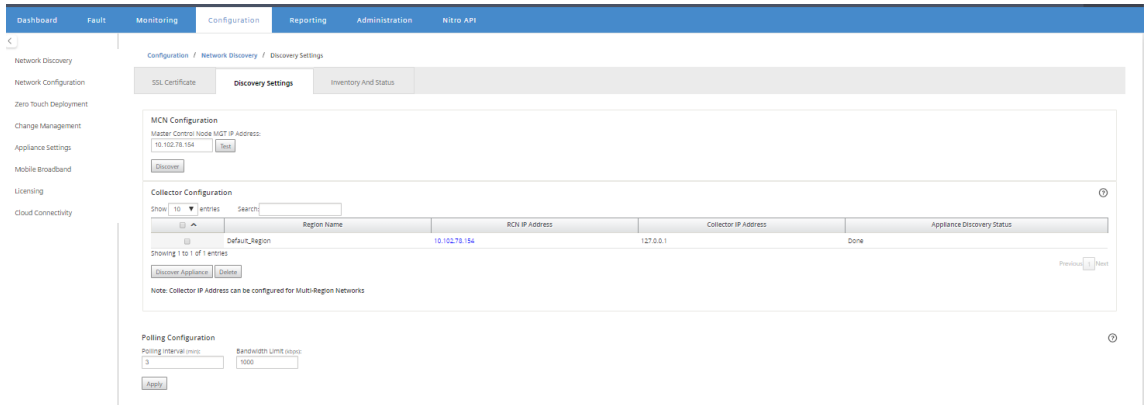 Dashboard Fault Monitoring Configuration Reporting Administration Nitro API
Configuration / Network Discovery / Discovery Settings
Network Discovery
Network Configuration
Zero Touch Deployment
Change Management
Appliance Settings
Mobile Broadband
Licensing
Cloud Connectivity
SSL Certificate Discovery Settings Inventory And Status
MCN Configuration
Master Control Node MGT IP Address:
10.102.78.154 Test
Discover
Collector Configuration
Show 10 entries Search:
Region Name RCN IP Address Collector IP Address Appliance Discovery Status
Default_Region 10.102.78.154 127.0.0.1 Done
Showing 1 to 1 of 1 entries
Previous 1 Next
Discover Appliance Delete
Note: Collector IP Address can be configured for Multi-Region Networks
Polling Configuration
Polling Interval (min): Bandwidth Limit (kbps):
3 1000
Apply